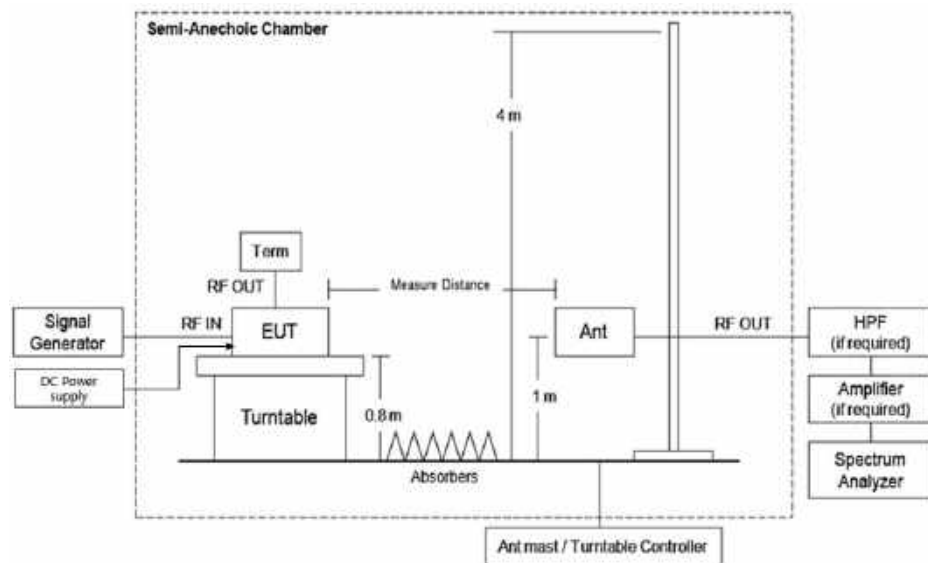 Semi-Anechoic Chamber
4 m
Term
RF OUT
Measure Distance
Signal
Generator
RF IN
EUT
Ant
RF OUT
HPF
(if required)
DC Power
supply
Turntable
0.8 m
1 m
Amplifier
(if required)
Absorbers
Spectrum
Analyzer
Ant mast / Turntable Controller